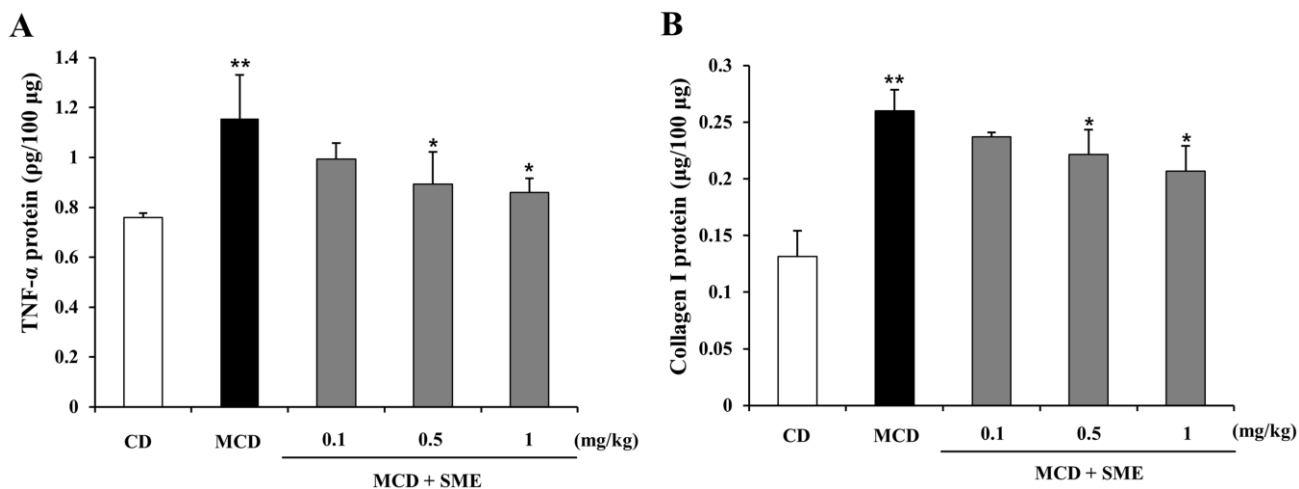 A
TNF-α protein (ρg/100 μg)
1.4
1.2
1
0.8
0.6
0.4
0.2
0
**
*
*
CD
MCD
0.1
0.5
1
(mg/kg)
MCD + SME
B
Collagen I protein (μg/100 μg)
0.3
0.25
0.2
0.15
0.1
0.05
0
**
*
*
CD
MCD
0.1
0.5
1
(mg/kg)
MCD + SME